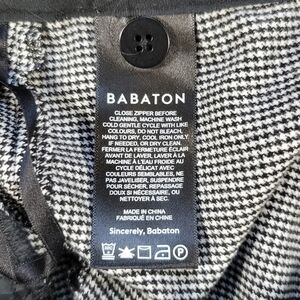 BABATON
CLOSE ZIPPER BEFORE
CLEANING, MACHINE WASH
COLD GENTLE CYCLE WITH LIKE
COLOURS, DO NOT BLEACH.
HANG TO DRY, COOL IRON ONLY
IF NEEDED, OR DRY CLEAN.
FERMER LA FERMETURE ÉCLAIR
AVANT DE LAVER, LAVER À LA
MACHINE À L'EAU FROIDE AU
CYCLE DÉLICAT AVEC
COULEURS SEMBLABLES, NE
PAS JAVELISER, SUSPENDRE
POUR SÉCHER, REPASSAGE
DOUX SI NÉCESSAIRE, OU
NETTOYER À SEC.
MADE IN CHINA
FABRIQUÉ EN CHINE
Sincerely, Babaton
P